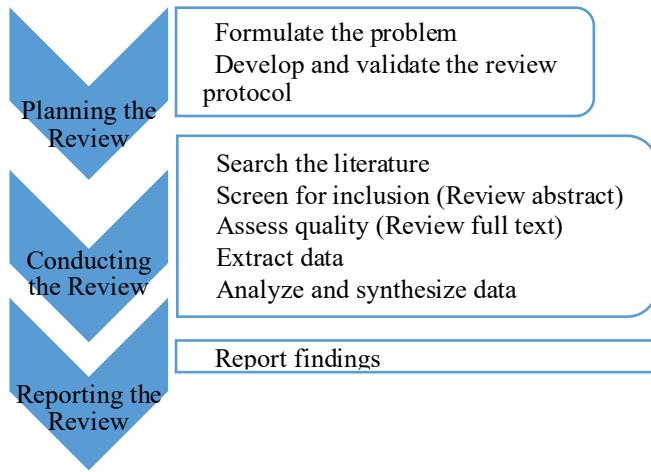 Planning the
Review
Formulate the problem
Develop and validate the review
protocol
Conducting
the Review
Search the literature
Screen for inclusion (Review abstract)
Assess quality (Review full text)
Extract data
Analyze and synthesize data
Reporting the
Review
Report findings